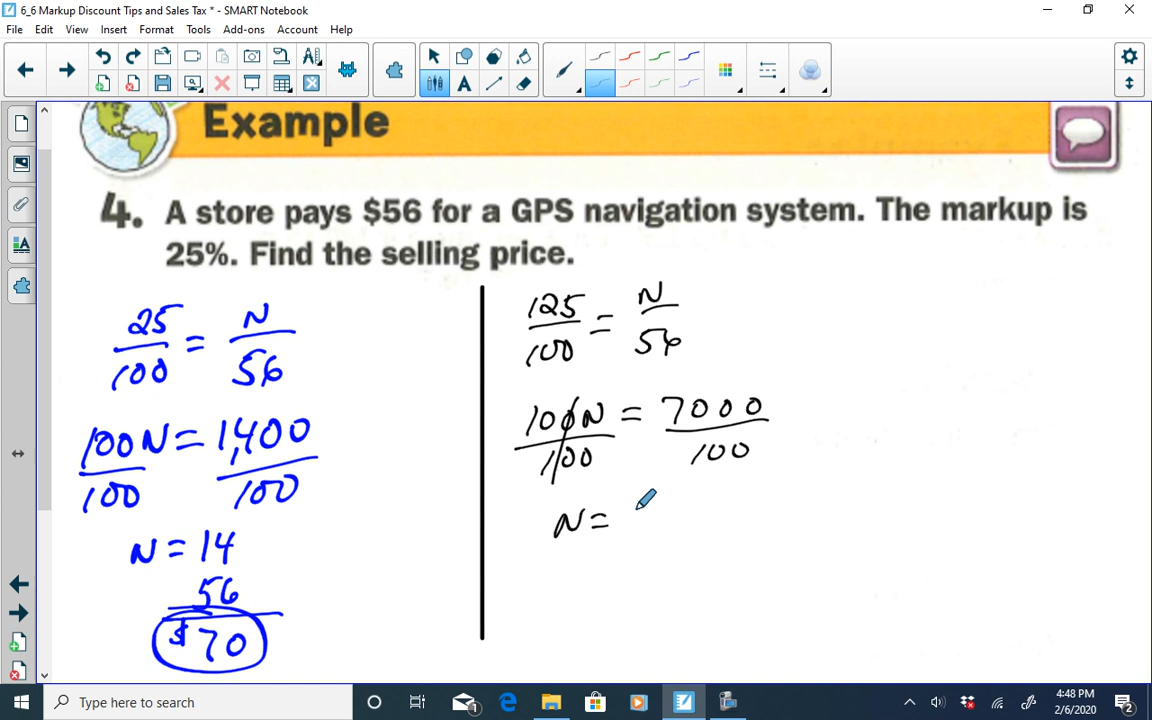 6_6 Markup Discount Tips and Sales Tax * - SMART Notebook
File Edit View Insert Format Tools Add-ons Account Help
Example
4. A store pays $56 for a GPS navigation system. The markup is
25%. Find the selling price.
25/100 = N/56
100N = 1,400
100 100
N = 14
56
$70
125/100 = N/56
100N = 7000
100 100
N =
Type here to search
1
4:48 PM
2/6/2020
2